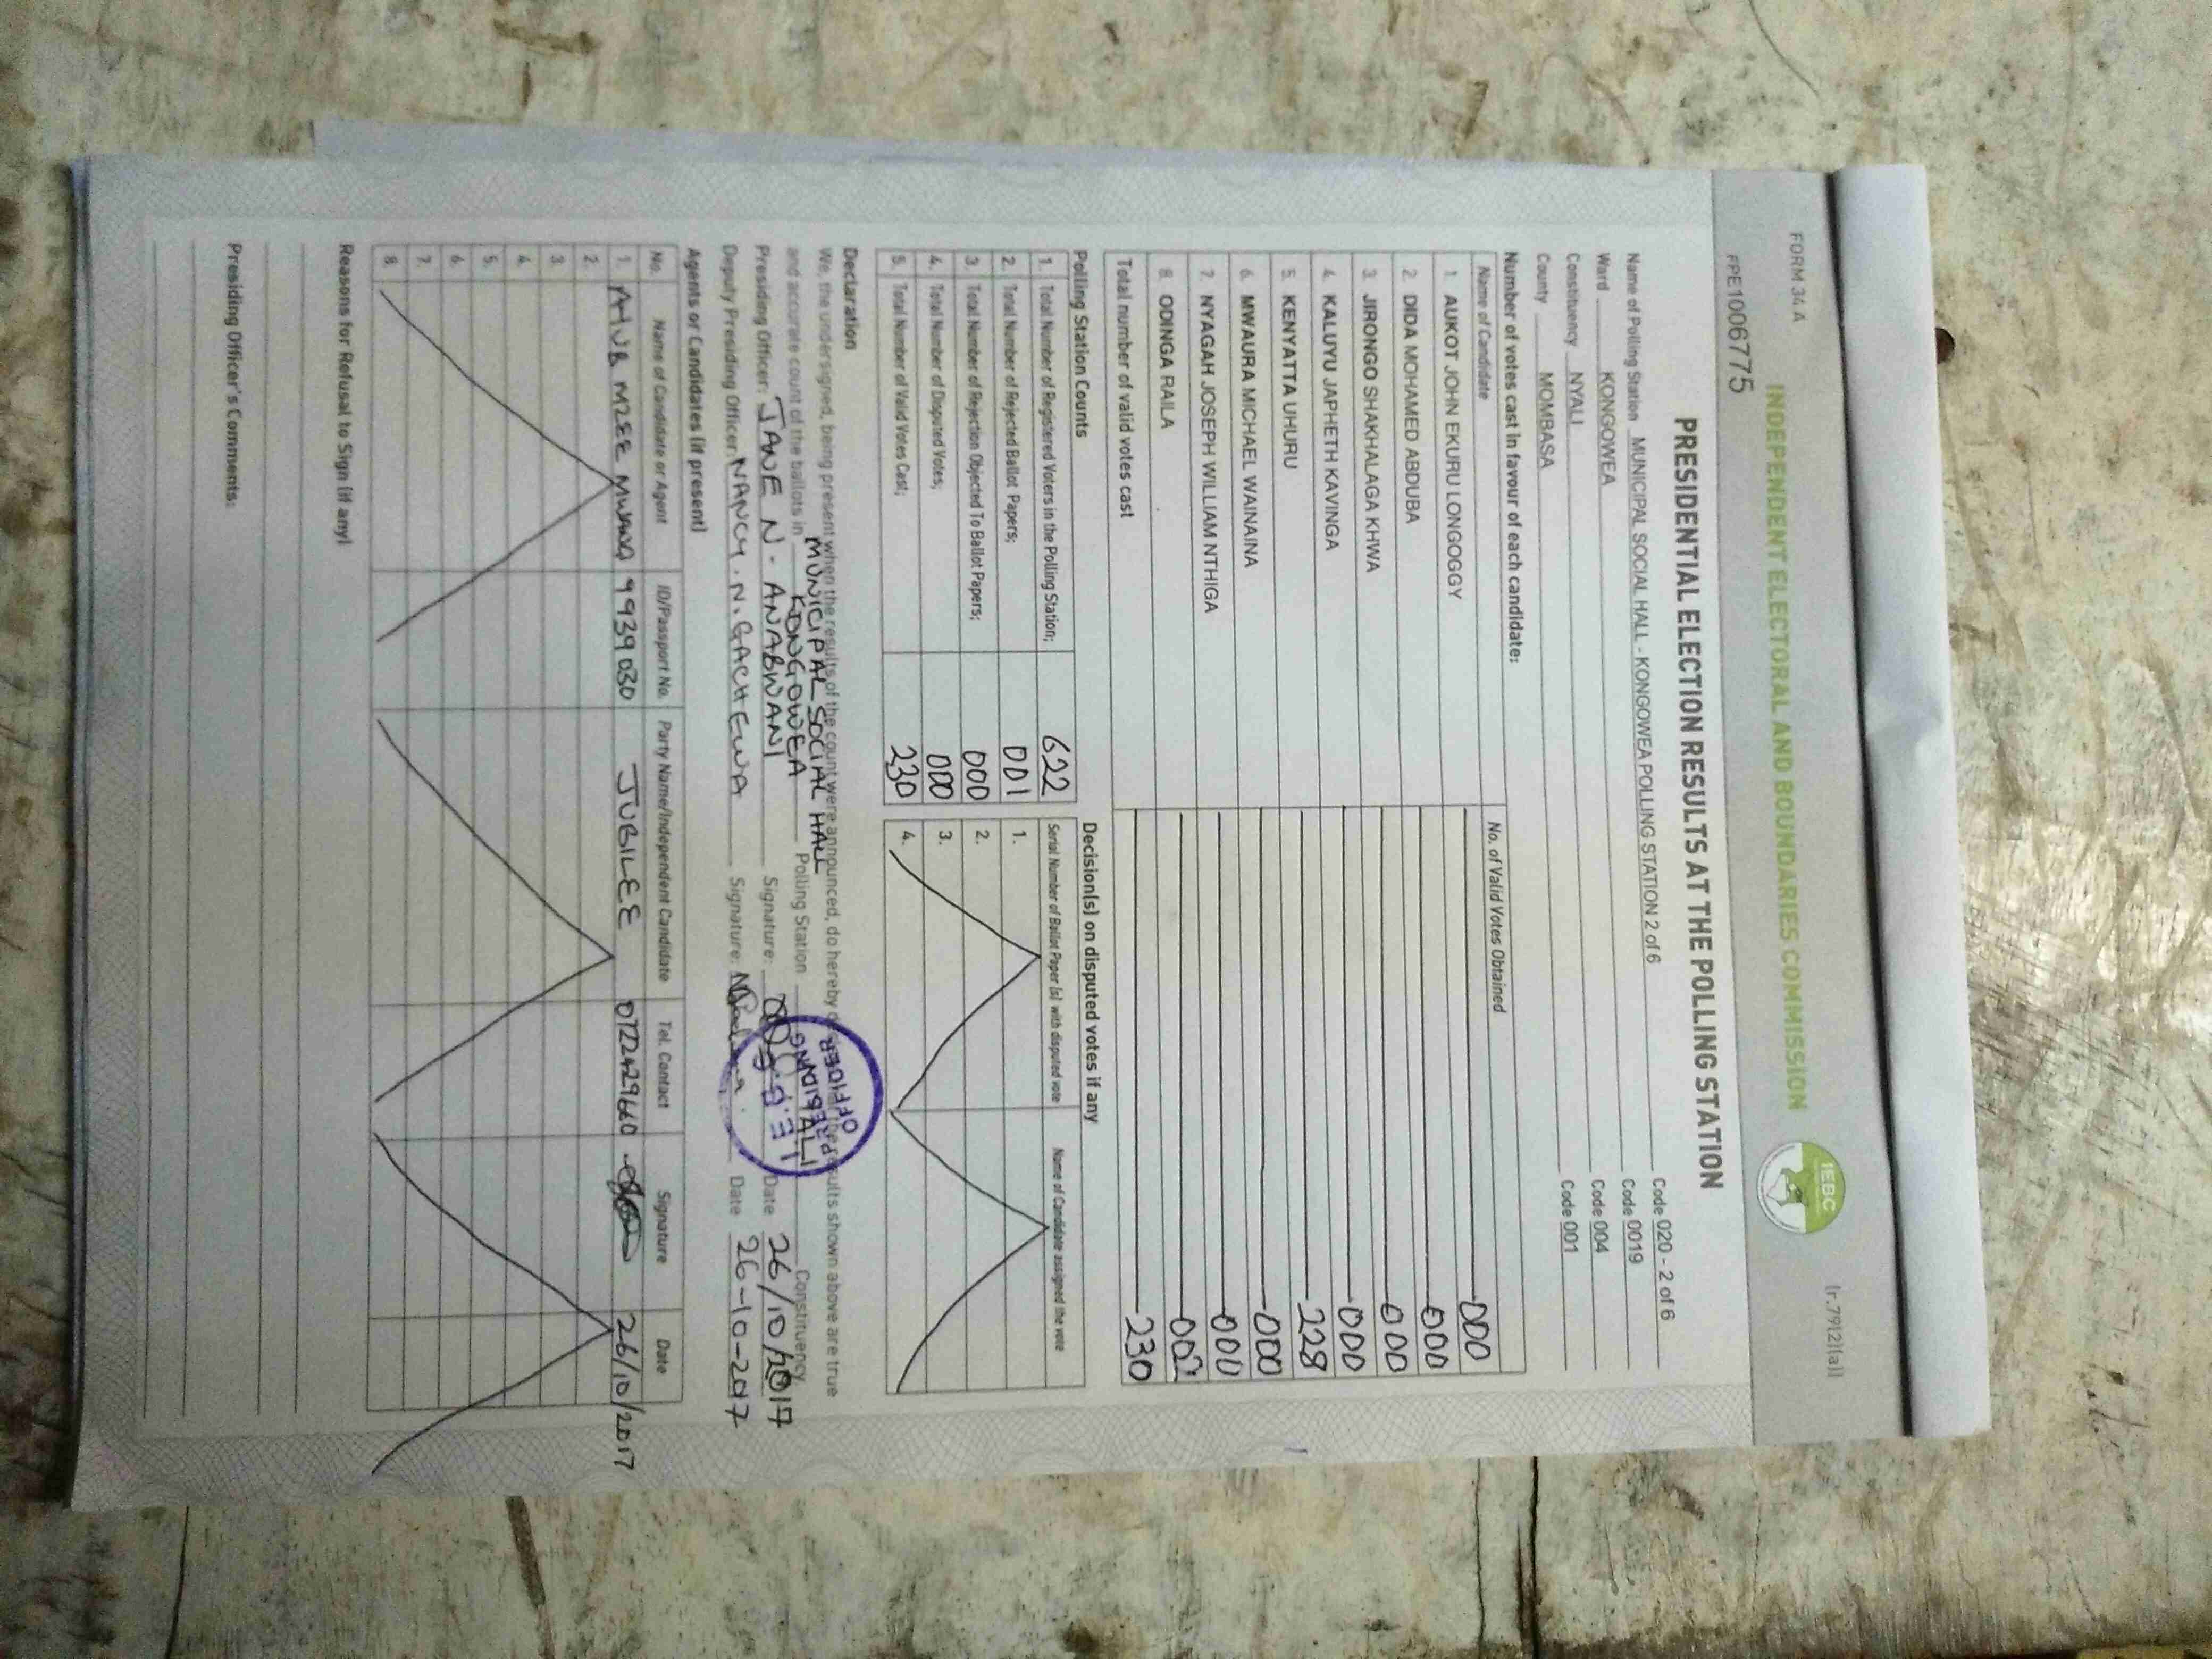 FORM 34 A
(r.79(2)(a))
INDEPENDENT ELECTORAL AND BOUNDARIES COMMISSION
IEBC
FPE1006775
PRESIDENTIAL ELECTION RESULTS AT THE POLLING STATION
Name of Polling Station MUNICIPAL SOCIAL HALL - KONGOWEA POLLING STATION 2 of 6 Code 020 - 2 of 6
Ward KONGOWEA Code 0019
Constituency NYALI Code 004
County MOMBASA Code 001
Number of votes cast in favour of each candidate:
Name of Candidate No. of Valid Votes Obtained
1. AUKOT JOHN EKURU LONGOGGY 000
2. DIDA MOHAMED ABDUBA 000
3. JIRONGO SHAKHALAGA KHWA 000
4. KALUYU JAPHETH KAVINGA 000
5. KENYATTA UHURU 228
6. MWAURA MICHAEL WAINAINA 000
7. NYAGAH JOSEPH WILLIAM NTHIGA 000
8. ODINGA RAILA 002
Total number of valid votes cast 230
Polling Station Counts
1. Total Number of Registered Voters in the Polling Station; 622
2. Total Number of Rejected Ballot Papers; 001
3. Total Number of Rejection Objected To Ballot Papers; 000
4. Total Number of Disputed Votes; 000
5. Total Number of Valid Votes Cast; 230
Decision(s) on disputed votes if any
Serial Number of Ballot Paper (s) with disputed vote Name of Candidate assigned the vote
1.
2.
3.
4.
Declaration
We, the undersigned, being present when the results of the count were announced, do hereby results shown above are true
MUNICIPAL SOCIAL HALL
and accurate count of the ballots in KONGOWEA Polling Station NYALI Constituency
Presiding Officer: JANE N. ANABWANI Signature: Date 26/10/2017
Deputy Presiding Officer: NANCY. N. GACHEWA Signature: Date 26-10-2017
I.E.B.C
PRESIDING
OFFICER
Agents or Candidates (if present)
No. Name of Candidate or Agent ID/Passport No. Party Name/Independent Candidate Tel. Contact Signature Date
1. MZEE 9939030 JUBILEE 0722429660 26/10/2017
2.
3.
4.
5.
6.
7.
8.
Reasons for Refusal to Sign (if any)
Presiding Officer's Comments: